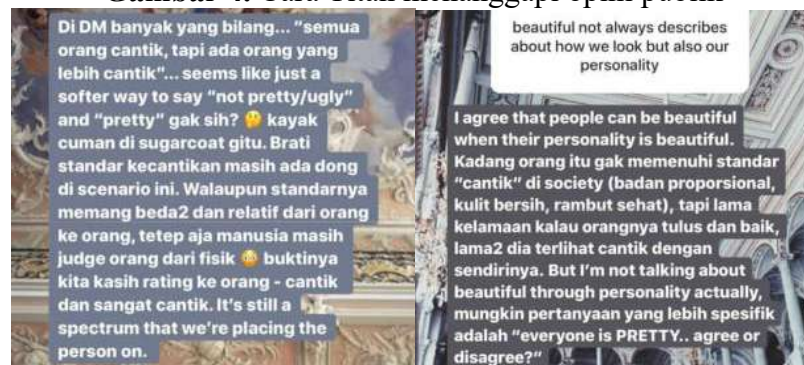 Di DM banyak yang bilang... "semua
orang cantik, tapi ada orang yang
lebih cantik"... seems like just a
softer way to say "not pretty/ugly"
and "pretty" gak sih? 🤔 kayak
cuman di sugarcoat gitu. Brati
standar kecantikan masih ada dong
di scenario ini. Walaupun standarnya
memang beda2 dan relatif dari orang
ke orang, tetep aja manusia masih
judge orang dari fisik 😳 buktinya
kita kasih rating ke orang - cantik
dan sangat cantik. It's still a
spectrum that we're placing the
person on.
beautiful not always describes
about how we look but also our
personality
I agree that people can be beautiful
when their personality is beautiful.
Kadang orang itu gak memenuhi standar
"cantik" di society (badan proporsional,
kulit bersih, rambut sehat), tapi lama
kelamaan kalau orangnya tulus dan baik,
lama2 dia terlihat cantik dengan
sendirinya. But I'm not talking about
beautiful through personality actually,
mungkin pertanyaan yang lebih spesifik
adalah "everyone is PRETTY.. agree or
disagree?"